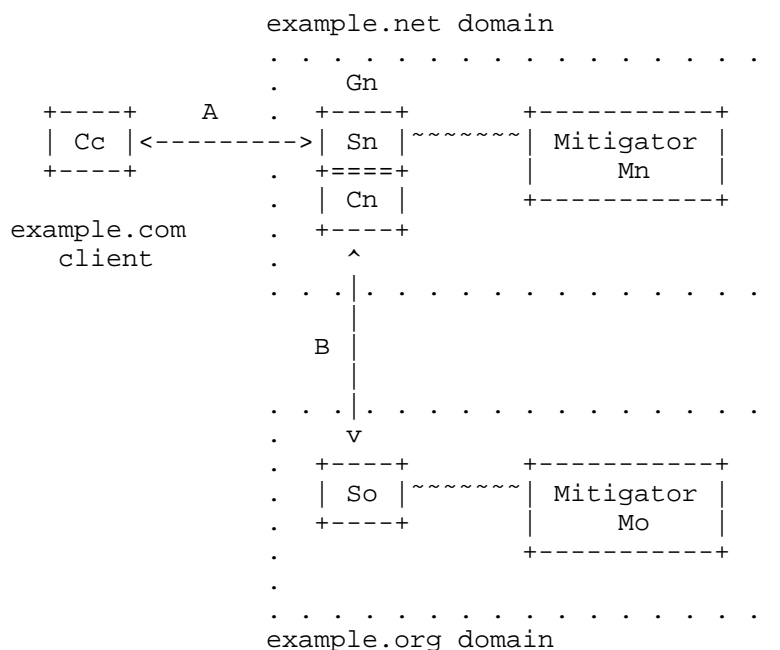 example.net domain
. . . . . . . . . . . . . . . .
.    Gn
+----+    A    .  +----+       +-----------+
| Cc |<--------->| Sn |~~~~~~~| Mitigator |
+----+         .  +====+       |    Mn     |
.  | Cn |       +-----------+
example.com    .  +----+
client      .    ^
. . .|. . . . . . . . . . . . .
|
B |
|
. . .|. . . . . . . . . . . . .
.    v
.  +----+       +-----------+
.  | So |~~~~~~~| Mitigator |
.  +----+       |    Mo     |
.               +-----------+
.
. . . . . . . . . . . . . . . .
example.org domain